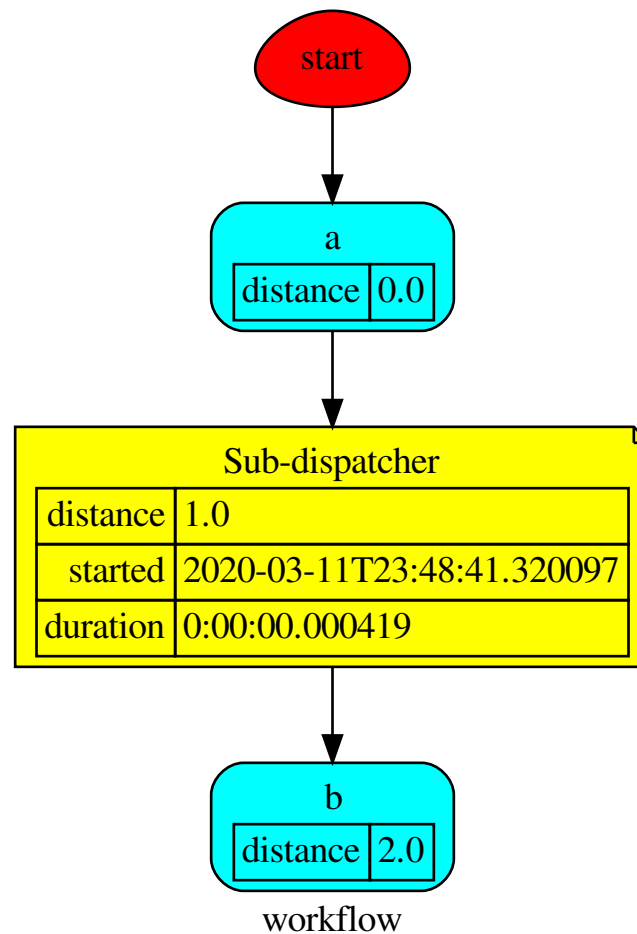 start
a
distance 0.0
Sub-dispatcher
distance 1.0
started 2020-03-11T23:48:41.320097
duration 0:00:00.000419
b
distance 2.0
workflow